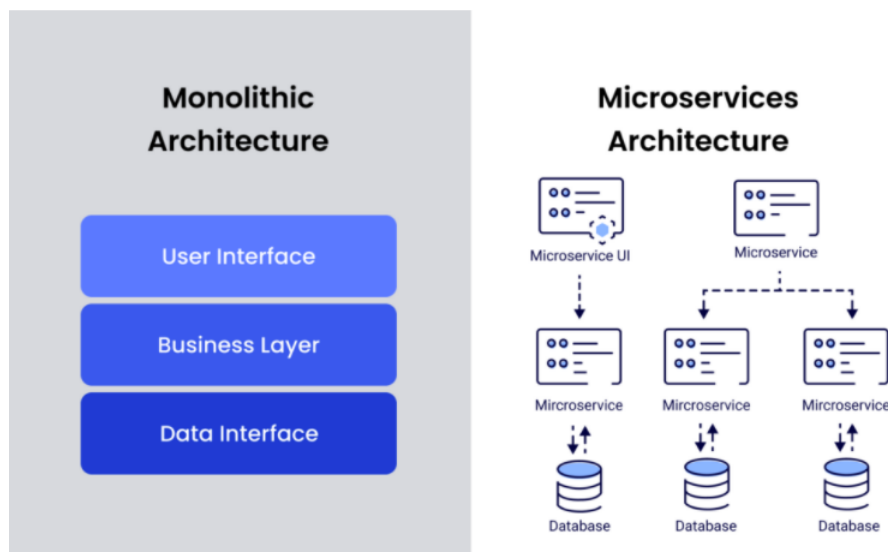 Monolithic
Architecture
User Interface
Business Layer
Data Interface
Microservices
Architecture
Microservice UI
Microservice
Mircroservice
Mircroservice
Mircroservice
Database
Database
Database